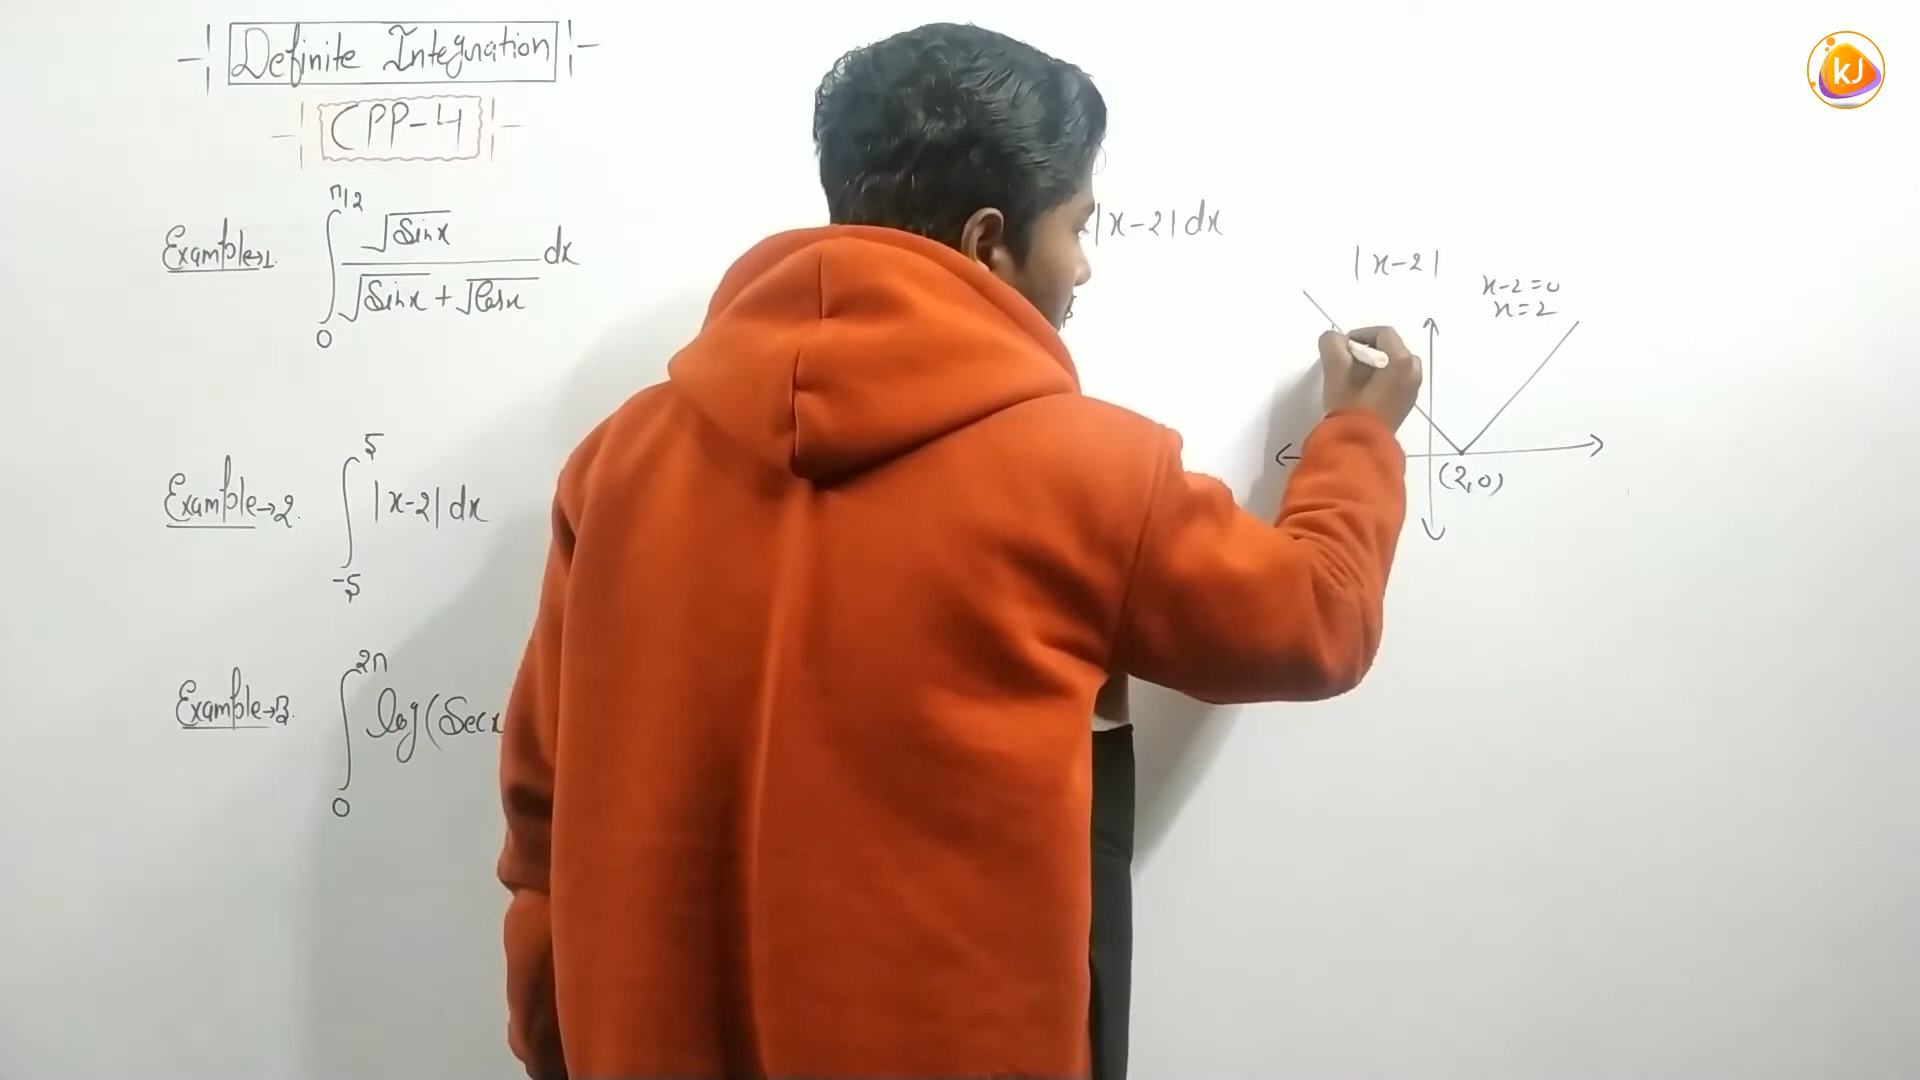 Definite Integration
CPP-4
Example→1. ∫₀^{π/2} √Sinx / (√Sinx + √Cosx) dx
Example→2. ∫₋₅^5 |x-2| dx
Example→3. ∫₀^{2π} log(Secx
|x-2| dx
|x-2|
x-2=0
x=2
(2,0)
kJ